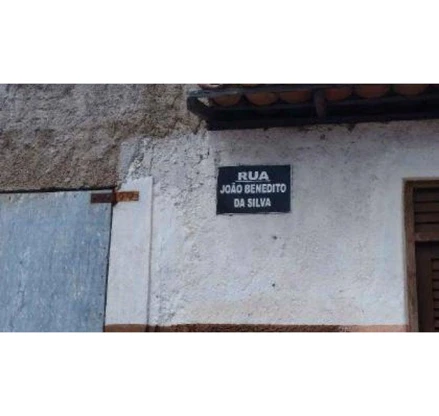 RUA
JOÃO BENEDITO
DA SILVA